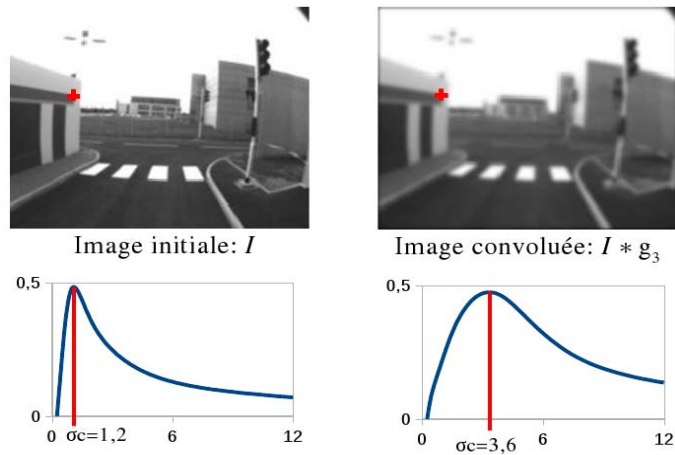 Image initiale: I
Image convoluée: I * g₃
0,5
0
0
σc=1,2
6
12
0,5
0
0
σc=3,6
6
12